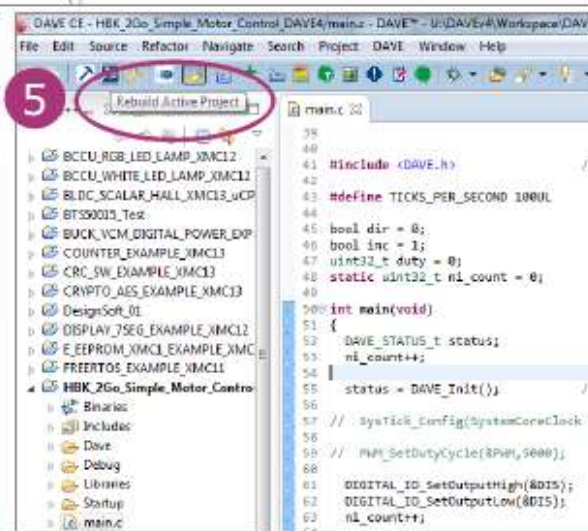 DAVE CE - HBK_2Go_Simple_Motor_Control_DAVE4/main.c - DAVE™ - U:\DAVEv4\Workspace\DAV
File Edit Source Refactor Navigate Search Project DAVE Window Help
5
Rebuild Active Project
main.c
BCCU_RGB_LED_LAMP_XMC12
BCCU_WHITE_LED_LAMP_XMC12
BLDC_SCALAR_HALL_XMC13_uCP
BTS50015_Test
BUCK_VCM_DIGITAL_POWER_EXP
COUNTER_EXAMPLE_XMC13
CRC_SW_EXAMPLE_XMC13
CRYPTO_AES_EXAMPLE_XMC13
DesignSoft_01
DISPLAY_7SEG_EXAMPLE_XMC12
E_EEPROM_XMC1_EXAMPLE_XMC
FREERTOS_EXAMPLE_XMC11
HBK_2Go_Simple_Motor_Contro
Binaries
Includes
Dave
Debug
Libraries
Startup
main.c
39
40
41 #include <DAVE.h> /
42
43 #define TICKS_PER_SECOND 100UL
44
45 bool dir = 0;
46 bool inc = 1;
47 uint32_t duty = 0;
48 static uint32_t ni_count = 0;
49
50 int main(void)
51 {
52 DAVE_STATUS_t status;
53 ni_count++;
54
55 status = DAVE_Init(); /
56
57 // SysTick_Config(SystemCoreClock
58
59 // PWM_SetDutyCycle(&PWM,5000);
60
61 DIGITAL_IO_SetOutputHigh(&DIS);
62 DIGITAL_IO_SetOutputLow(&DIS);
63 ni_count++;